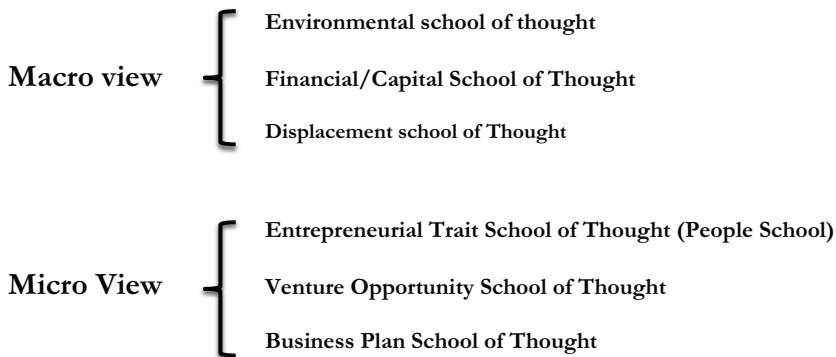 Macro view
Environmental school of thought
Financial/Capital School of Thought
Displacement school of Thought
Micro View
Entrepreneurial Trait School of Thought (People School)
Venture Opportunity School of Thought
Business Plan School of Thought